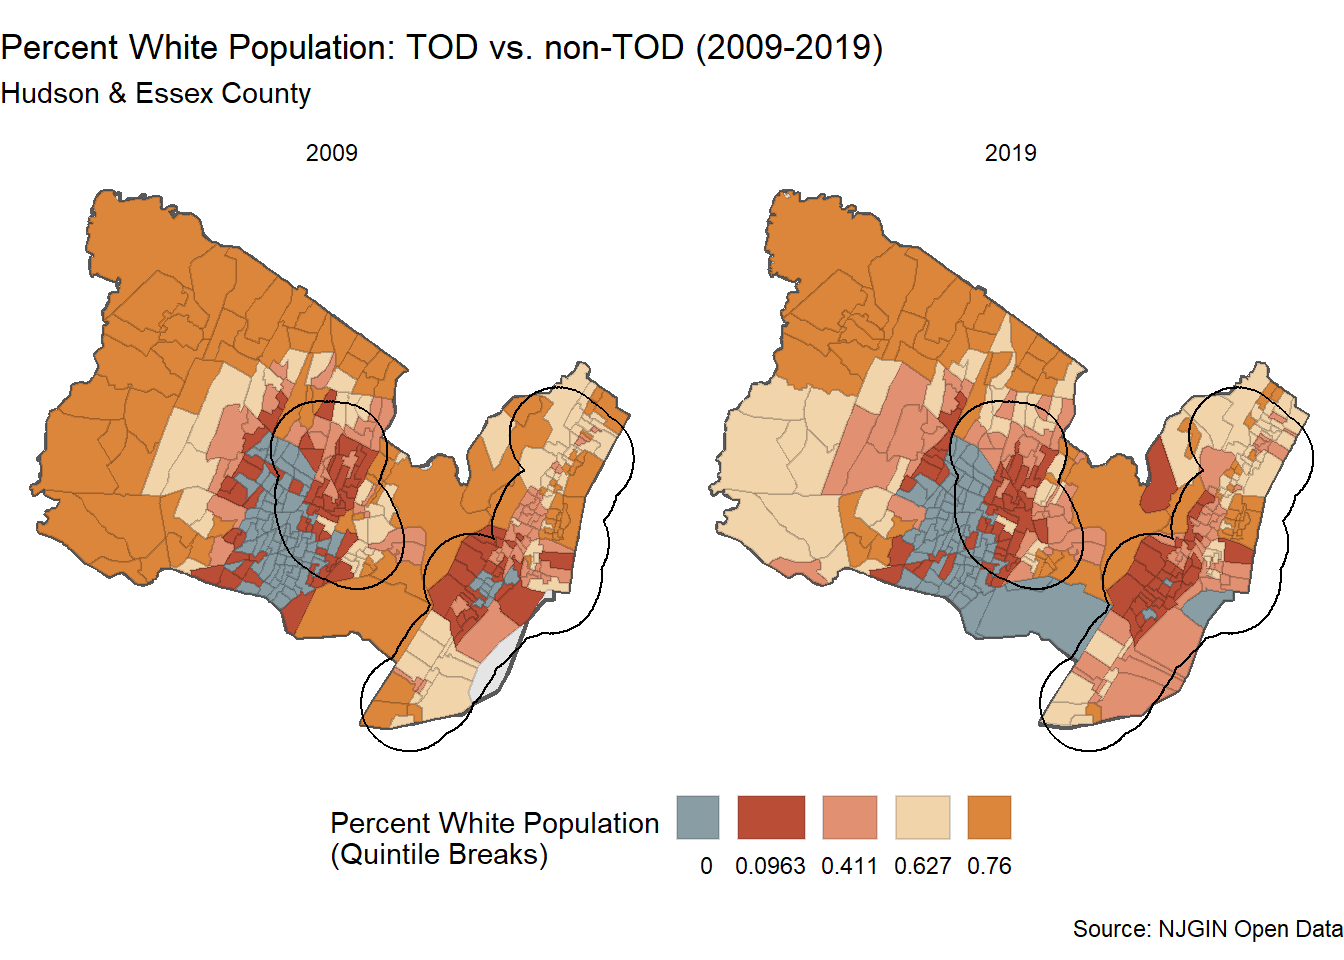 Percent White Population: TOD vs. non-TOD (2009-2019)
Hudson & Essex County
2009
2019
Percent White Population
(Quintile Breaks)
0
0.0963
0.411
0.627
0.76
Source: NJGIN Open Data